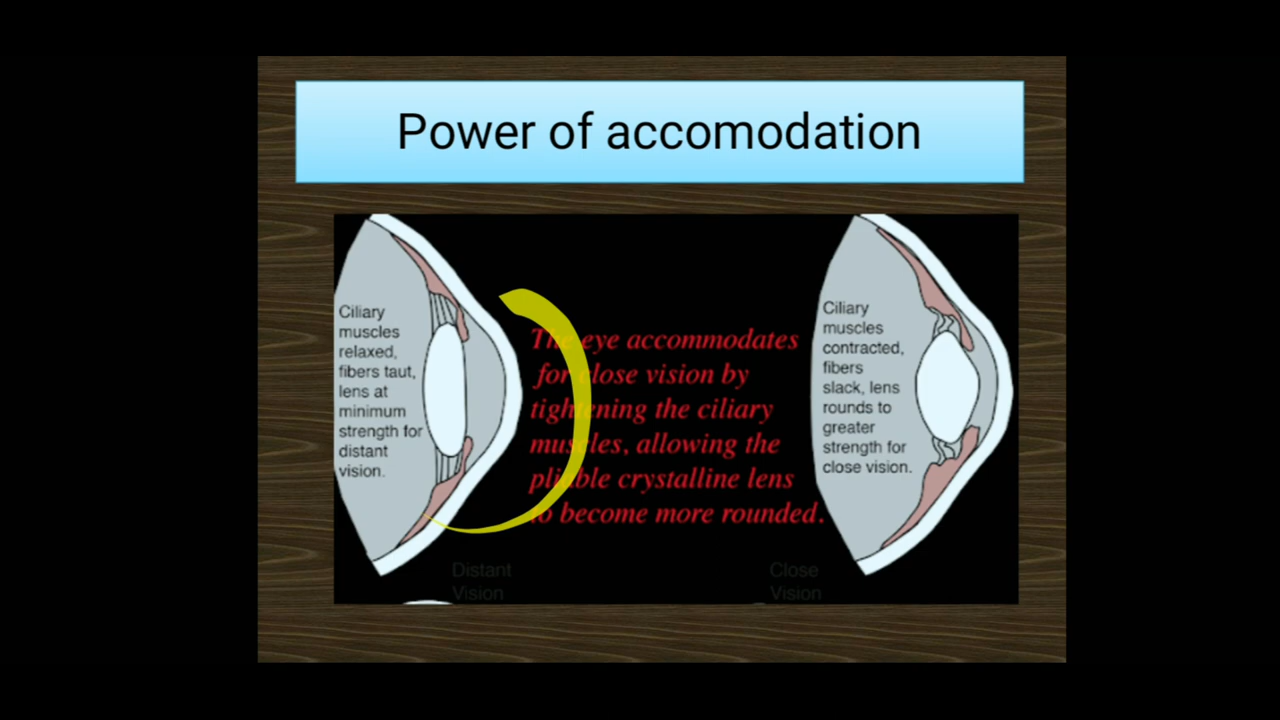 Power of accomodation
Ciliary
muscles
relaxed,
fibers taut,
lens at
minimum
strength for
distant
vision.
The eye accommodates
for close vision by
tightening the ciliary
muscles, allowing the
pliable crystalline lens
to become more rounded.
Ciliary
muscles
contracted,
fibers
slack, lens
rounds to
greater
strength for
close vision.
Distant
Vision
Close
Vision